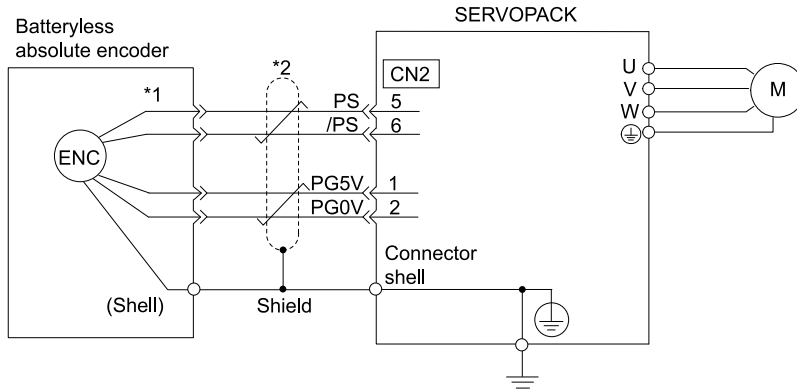 SERVOPACK
Batteryless
absolute encoder
*1
*2
CN2
ENC
PS 5
/PS 6
PG5V 1
PG0V 2
U
V
W
M
Connector
shell
(Shell)
Shield